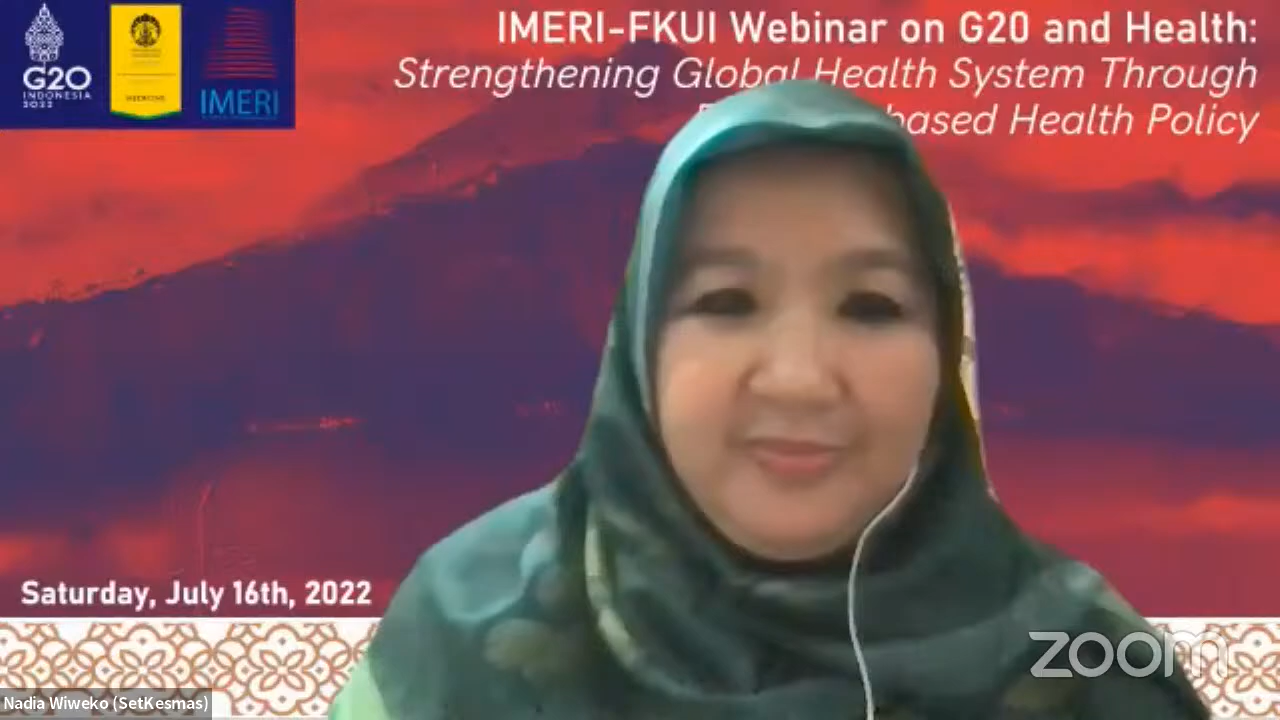 G20
INDONESIA
2022
MEDICINE
IMERI
IMERI-FKUI Webinar on G20 and Health:
Strengthening Global Health System Through
based Health Policy
Saturday, July 16th, 2022
zoom
Nadia Wiweko (SetKesmas)